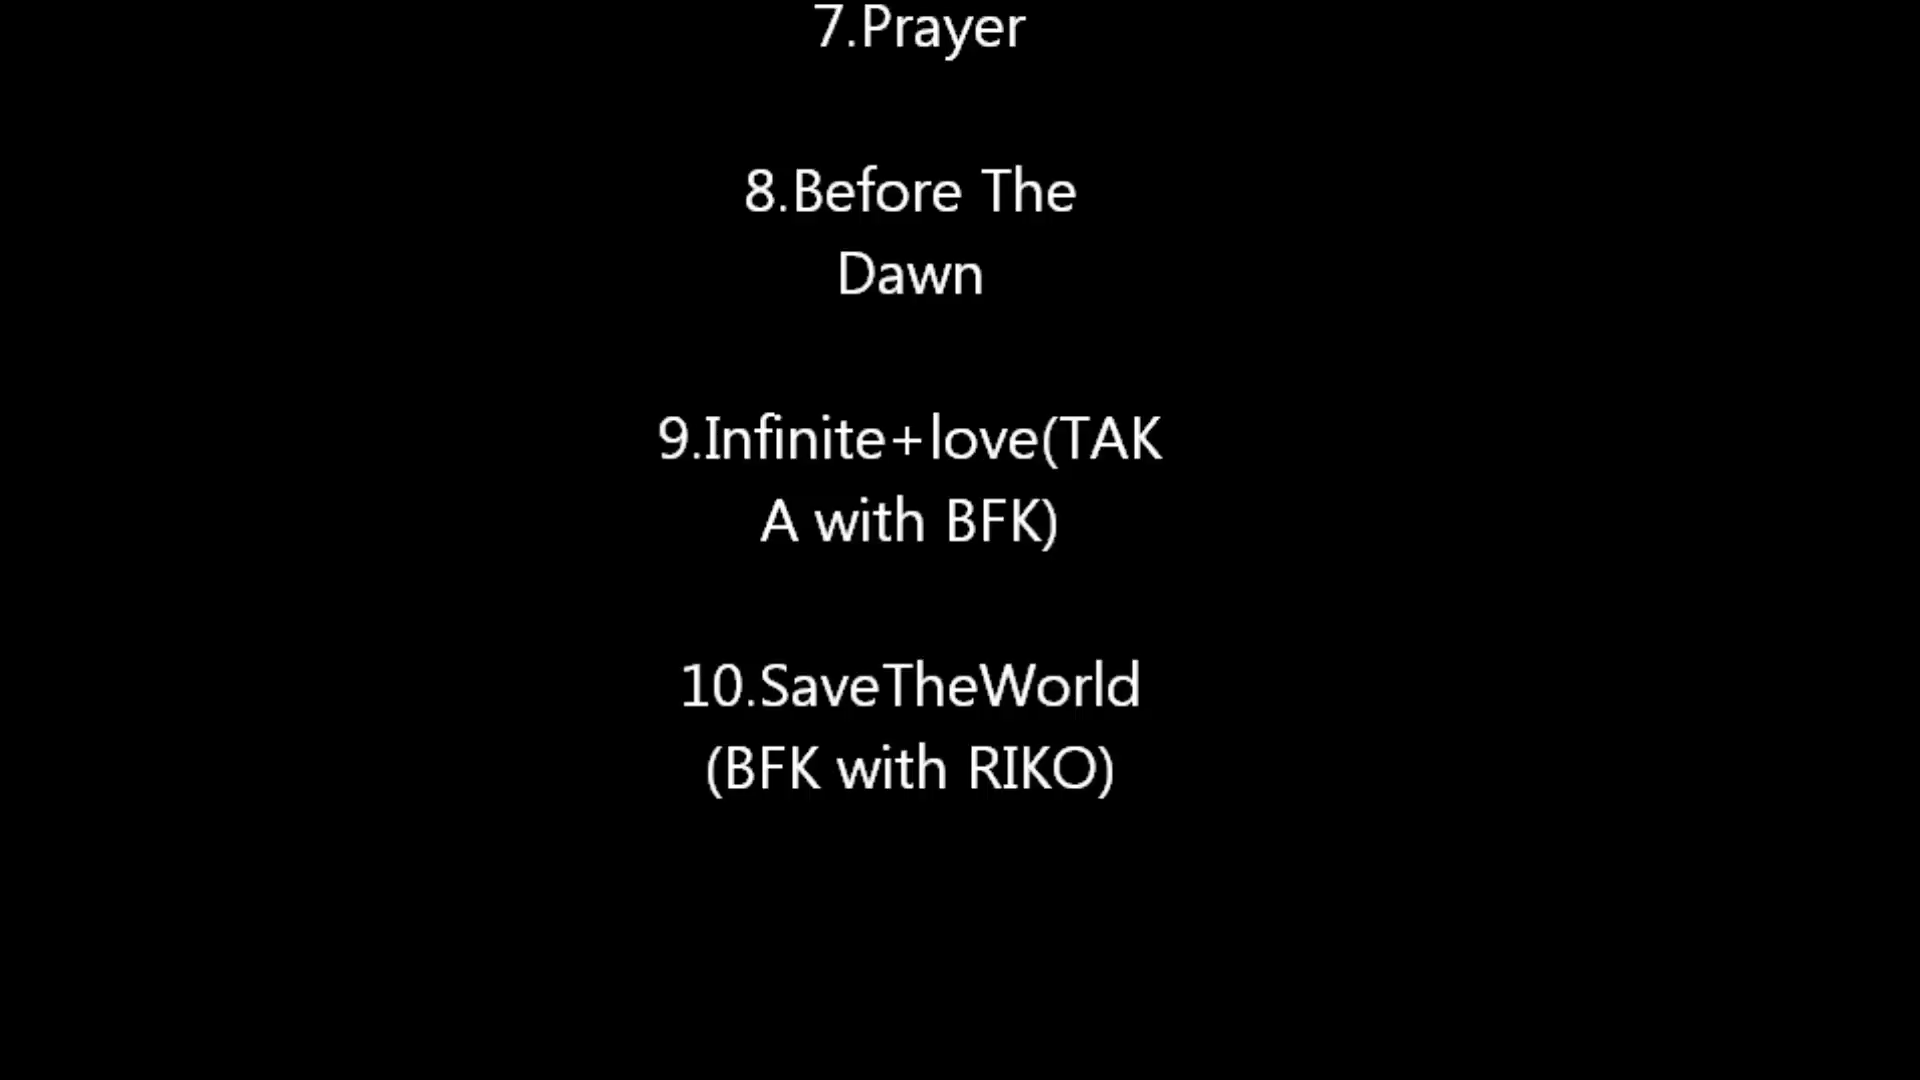 7.Prayer
8.Before The
Dawn
9.Infinite+love(TAK
A with BFK)
10.SaveTheWorld
(BFK with RIKO)